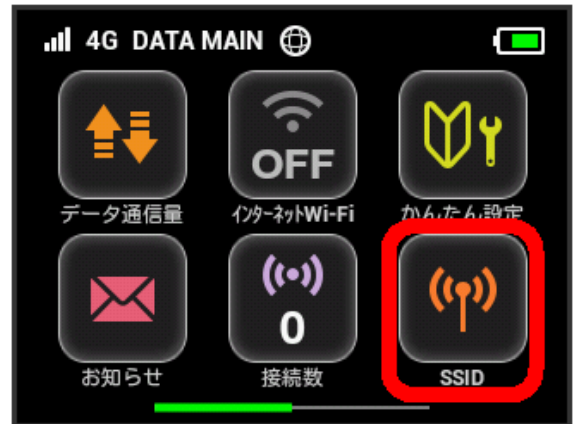 4G DATA MAIN
OFF
データ通信量 インターネットWi-Fi かんたん設定
0
お知らせ 接続数 SSID